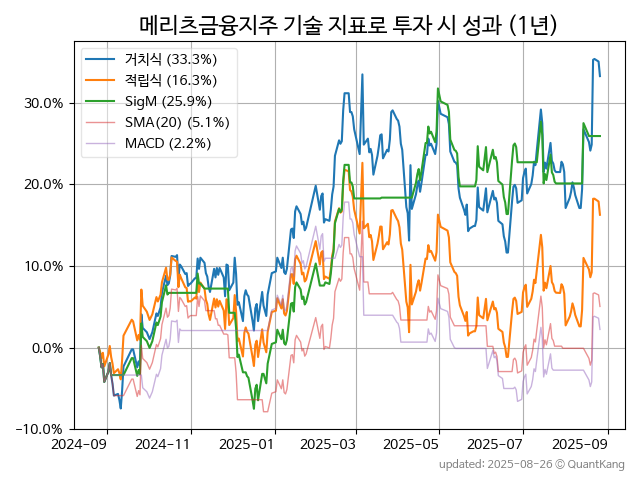 메리츠금융지주 기술 지표로 투자 시 성과 (1년)
거치식 (33.3%)
적립식 (16.3%)
SigM (25.9%)
SMA(20) (5.1%)
MACD (2.2%)
30.0%
20.0%
10.0%
0.0%
−10.0%
2024-09 2024-11 2025-01 2025-03 2025-05 2025-07 2025-09
updated: 2025-08-26 © QuantKang